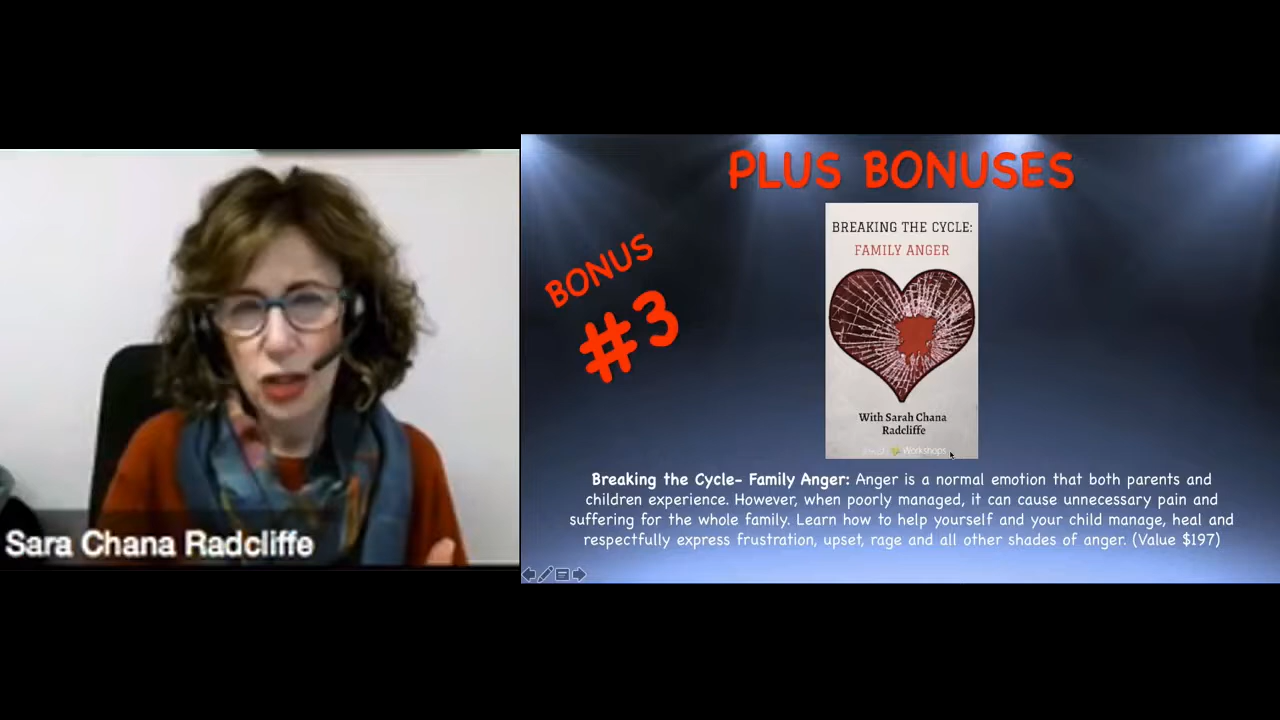 Sara Chana Radcliffe
PLUS BONUSES
BONUS
#3
BREAKING THE CYCLE:
FAMILY ANGER
With Sarah Chana
Radcliffe
Workshops
Breaking the Cycle- Family Anger: Anger is a normal emotion that both parents and
children experience. However, when poorly managed, it can cause unnecessary pain and
suffering for the whole family. Learn how to help yourself and your child manage, heal and
respectfully express frustration, upset, rage and all other shades of anger. (Value $197)